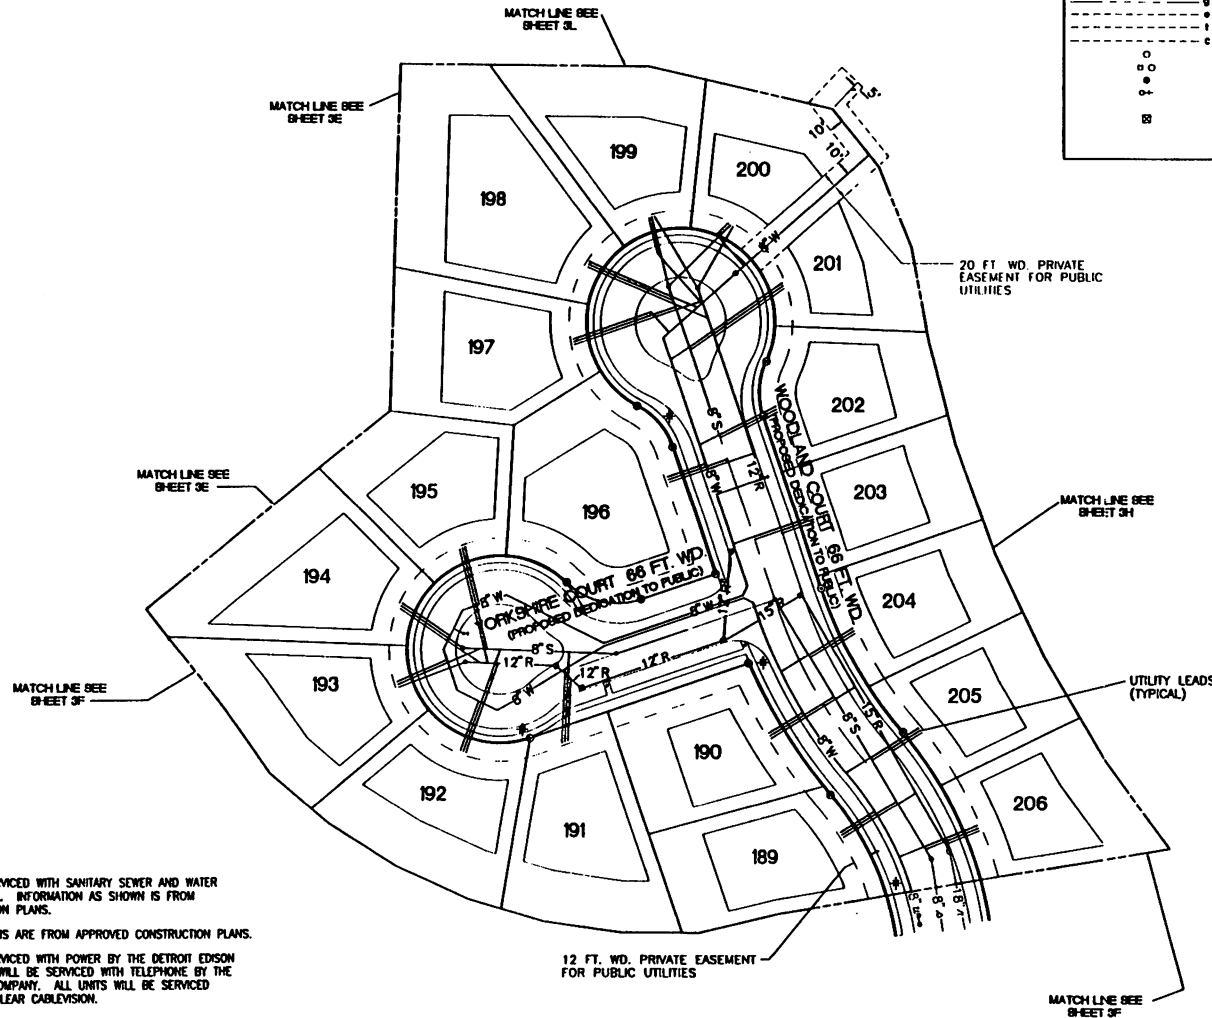 MATCH LINE SEE
SHEET 3L
MATCH LINE SEE
SHEET 3E
5'
10'
10'
199
200
198
8" W
201
20 FT. WD. PRIVATE
EASEMENT FOR PUBLIC
UTILITIES
197
202
8" S
8" W
12" R
WOODLAND COURT 66 FT. WD.
(PROPOSED DEDICATION TO PUBLIC)
MATCH LINE SEE
SHEET 3E
195
196
203
MATCH LINE SEE
SHEET 3H
194
YORKSHIRE COURT 66 FT. WD.
(PROPOSED DEDICATION TO PUBLIC)
204
8" W
8" W
15" R
8" S
12" R
12" R
12" R
8" W
193
MATCH LINE SEE
SHEET 3F
205
UTILITY LEADS
(TYPICAL)
15" R
8" S
8" W
190
192
191
206
189
VICED WITH SANITARY SEWER AND WATER
INFORMATION AS SHOWN IS FROM
ON PLANS.
NS ARE FROM APPROVED CONSTRUCTION PLANS.
VICED WITH POWER BY THE DETROIT EDISON
WILL BE SERVICED WITH TELEPHONE BY THE
OMPANY. ALL UNITS WILL BE SERVICED
LEAR CABLEVISION.
12 FT. WD. PRIVATE EASEMENT
FOR PUBLIC UTILITIES
MATCH LINE SEE
SHEET 3F